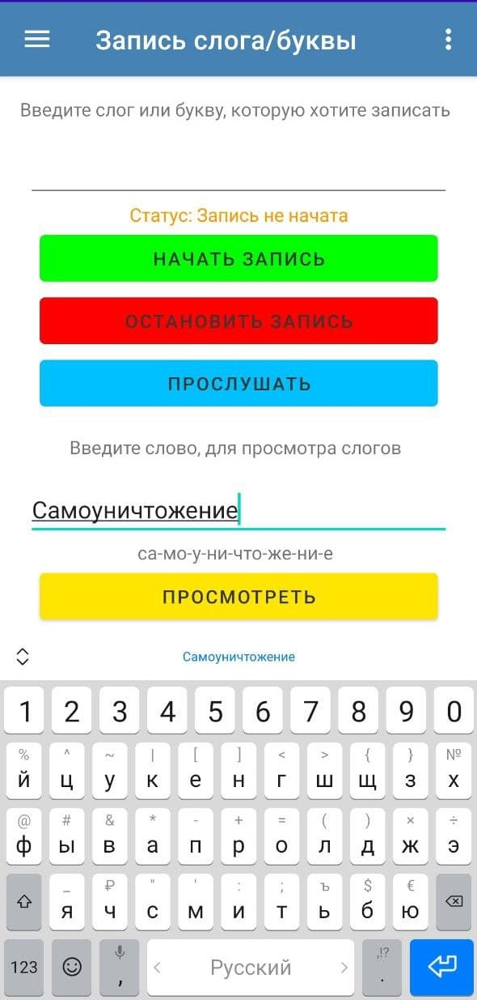 Запись слога/буквы
Введите слог или букву, которую хотите записать
Статус: Запись не начата
НАЧАТЬ ЗАПИСЬ
ОСТАНОВИТЬ ЗАПИСЬ
ПРОСЛУШАТЬ
Введите слово, для просмотра слогов
Самоуничтожение
са-мо-у-ни-что-же-ни-е
ПРОСМОТРЕТЬ
Самоуничтожение
1 2 3 4 5 6 7 8 9 0
% ^ ~ | [ ] < > { } №
й ц у к е н г ш щ з х
@ # & * - + = ( ) × ÷
ф ы в а п р о л д ж э
_ ₽ " ' : ; ъ $ €
я ч с м и т ь б ю
,!?
123 , < Русский > .